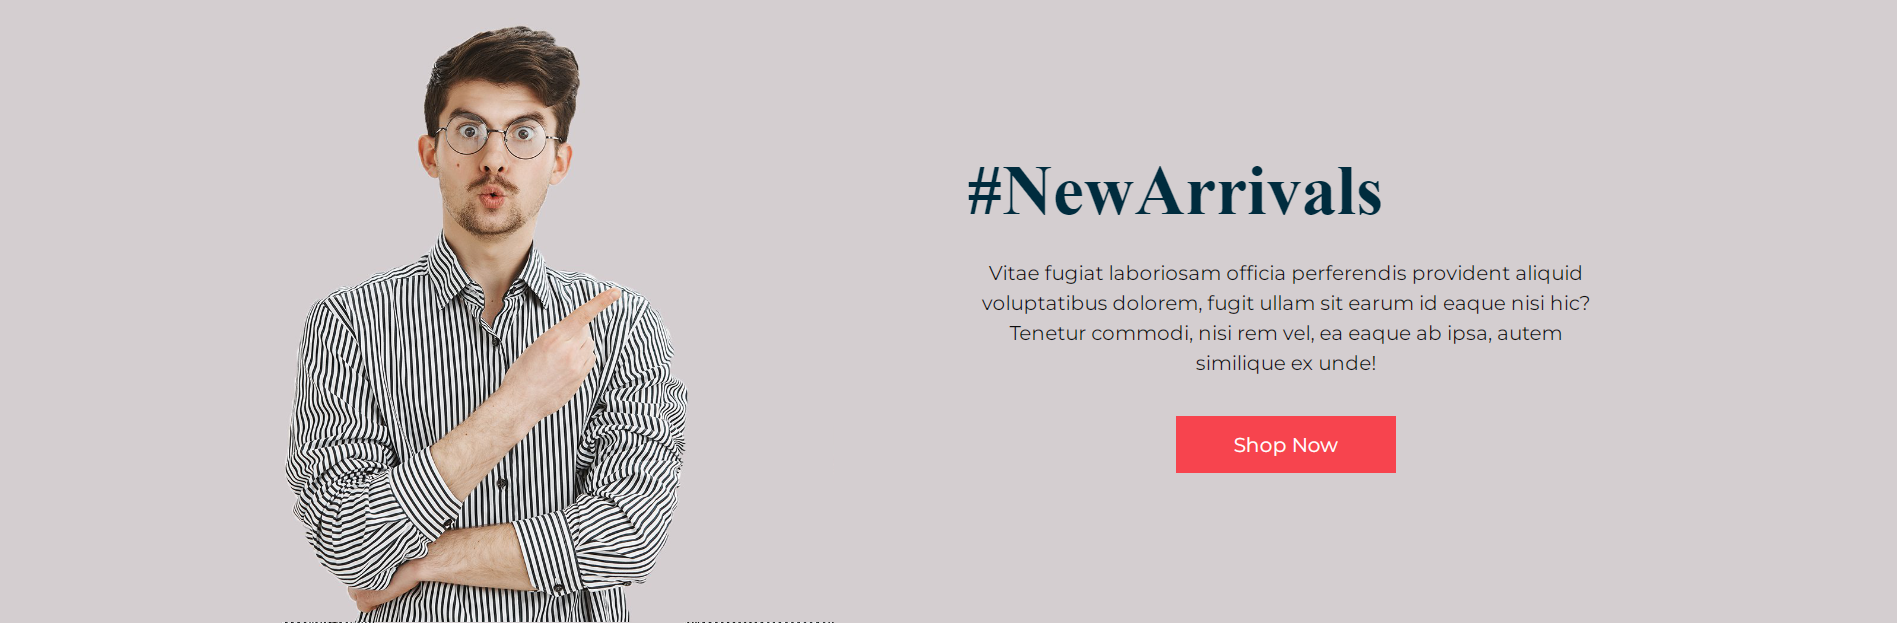 #NewArrivals
Vitae fugiat laboriosam officia perferendis provident aliquid
voluptatibus dolorem, fugit ullam sit earum id eaque nisi hic?
Tenetur commodi, nisi rem vel, ea eaque ab ipsa, autem
similique ex unde!
Shop Now